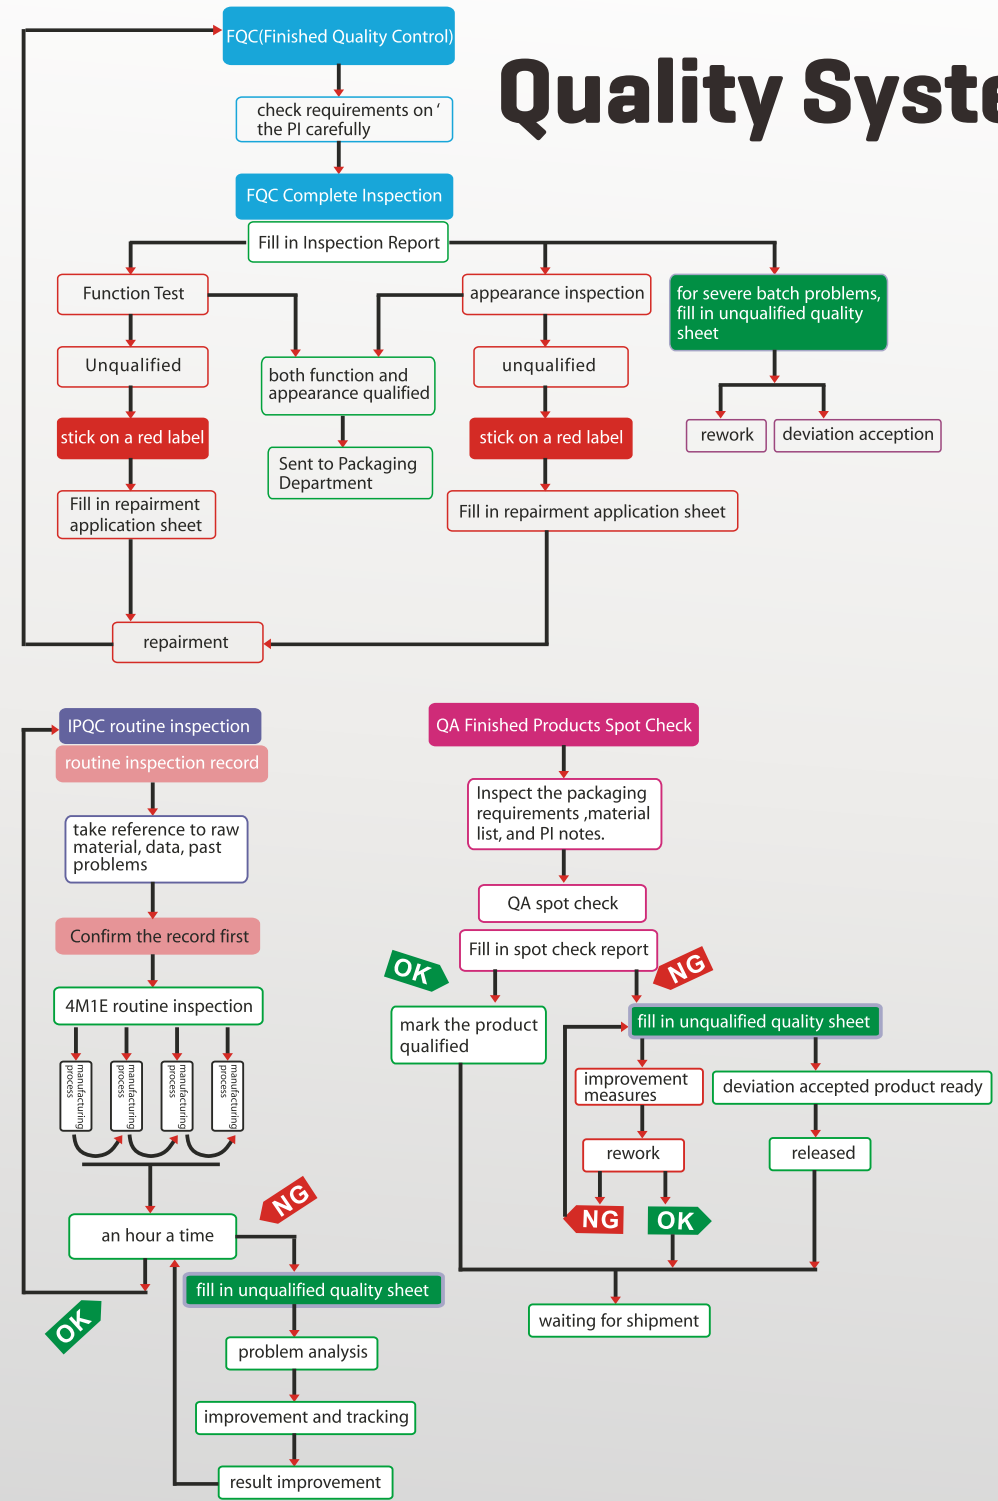 FQC(Finished Quality Control)
Quality Syste
check requirements on ‘
the PI carefully
FQC Complete Inspection
Fill in Inspection Report
Function Test
appearance inspection
for severe batch problems,
fill in unqualified quality
sheet
Unqualified
both function and
appearance qualified
unqualified
stick on a red label
stick on a red label
rework
deviation acception
Sent to Packaging
Department
Fill in repairment
application sheet
Fill in repairment application sheet
repairment
IPQC routine inspection
routine inspection record
take reference to raw
material, data, past
problems
Confirm the record first
4M1E routine inspection
manufacturing
process
manufacturing
process
manufacturing
process
manufacturing
process
an hour a time
NG
OK
fill in unqualified quality sheet
problem analysis
improvement and tracking
result improvement
QA Finished Products Spot Check
Inspect the packaging
requirements ,material
list, and PI notes.
QA spot check
Fill in spot check report
OK
NG
mark the product
qualified
fill in unqualified quality sheet
improvement
measures
deviation accepted product ready
rework
released
NG
OK
waiting for shipment